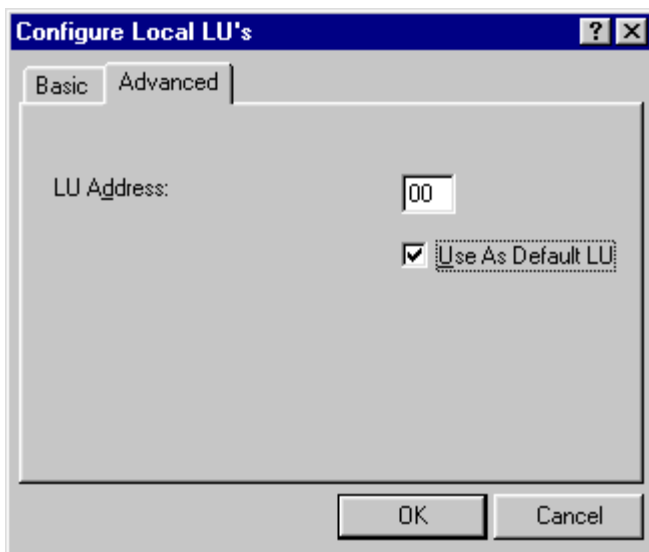 Configure Local LU's
Basic Advanced
LU Address: 00
Use As Default LU
OK Cancel